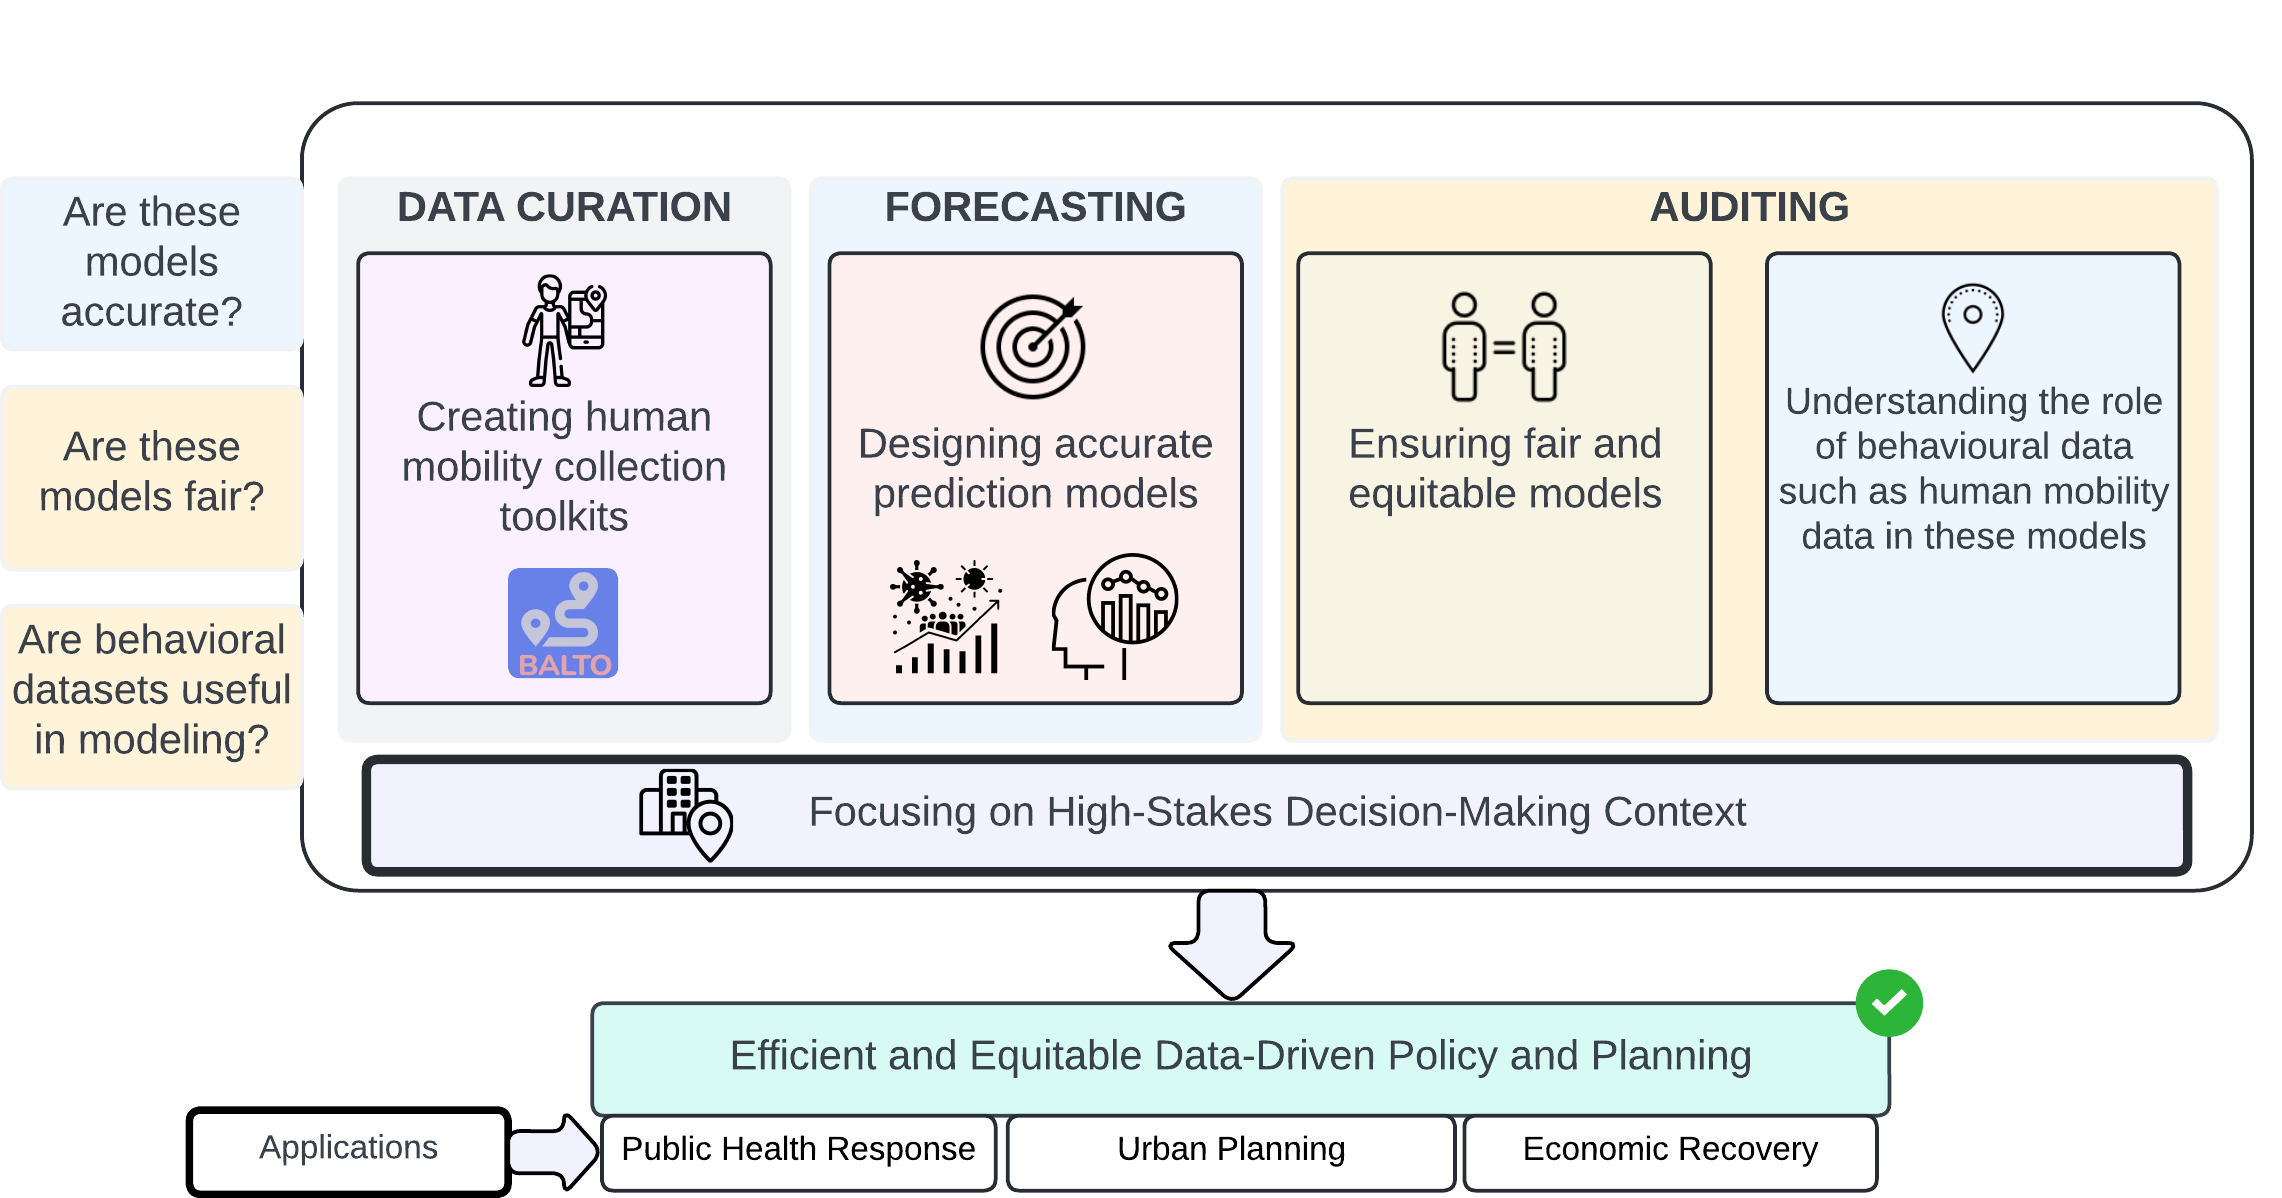 Are these
models
accurate?
Are these
models fair?
Are behavioral
datasets useful
in modeling?
DATA CURATION
Creating human
mobility collection
toolkits
BALTO
FORECASTING
Designing accurate
prediction models
AUDITING
Ensuring fair and
equitable models
Understanding the role
of behavioural data
such as human mobility
data in these models
Focusing on High-Stakes Decision-Making Context
Efficient and Equitable Data-Driven Policy and Planning
Applications
Public Health Response
Urban Planning
Economic Recovery